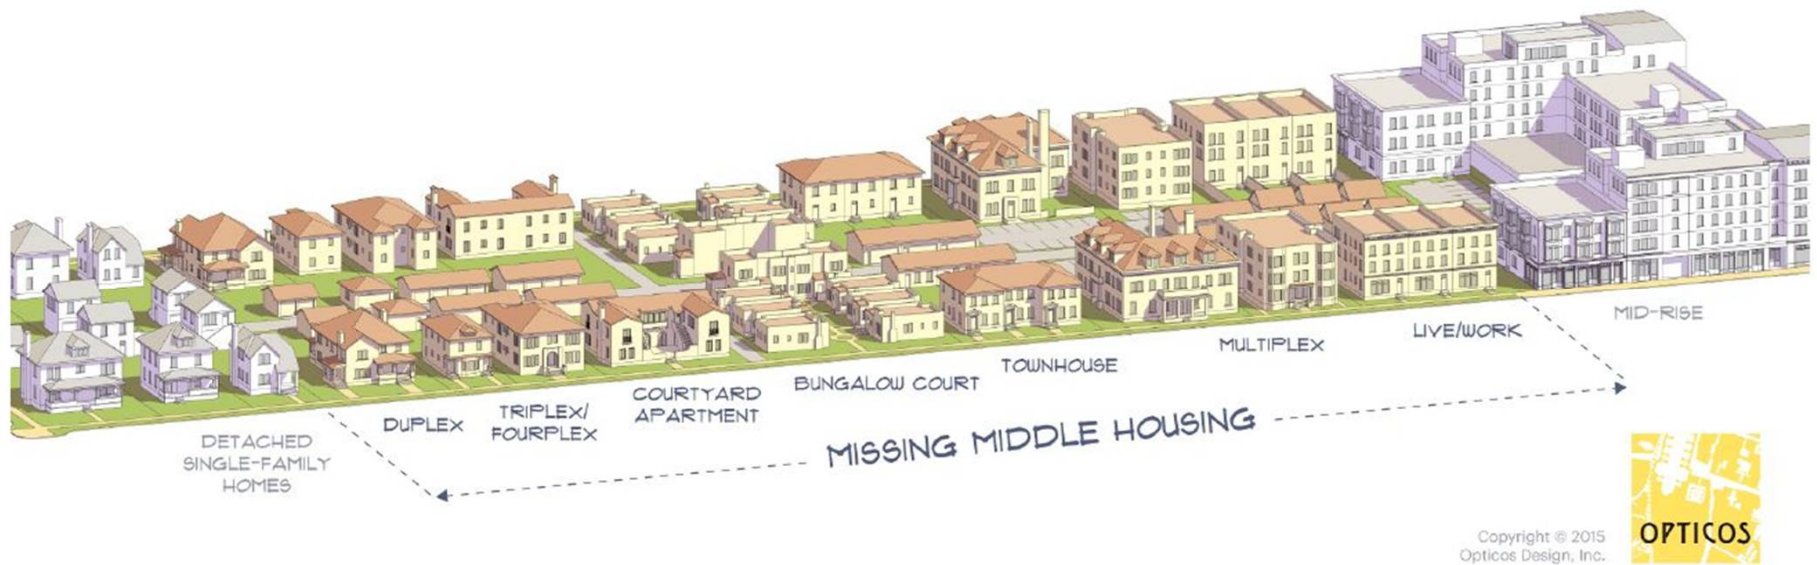 DETACHED
SINGLE-FAMILY
HOMES
DUPLEX
TRIPLEX/
FOURPLEX
COURTYARD
APARTMENT
BUNGALOW COURT
TOWNHOUSE
MULTIPLEX
LIVE/WORK
MID-RISE
MISSING MIDDLE HOUSING
Copyright © 2015
Opticos Design, Inc.
OPTICOS